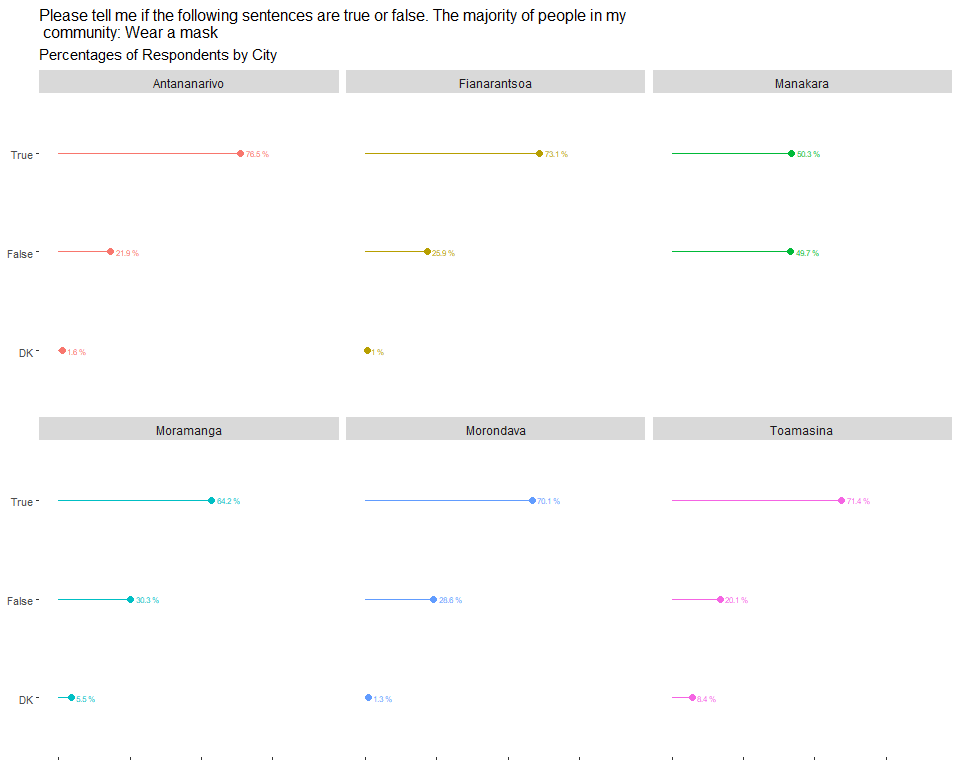 Please tell me if the following sentences are true or false. The majority of people in my
community: Wear a mask
Percentages of Respondents by City
Antananarivo Fianarantsoa Manakara
True 76.5 % 73.1 % 50.3 %
False 21.9 % 25.9 % 49.7 %
DK 1.6 % 1 %
Moramanga Morondava Toamasina
True 64.2 % 70.1 % 71.4 %
False 30.3 % 28.6 % 20.1 %
DK 5.5 % 1.3 % 8.4 %